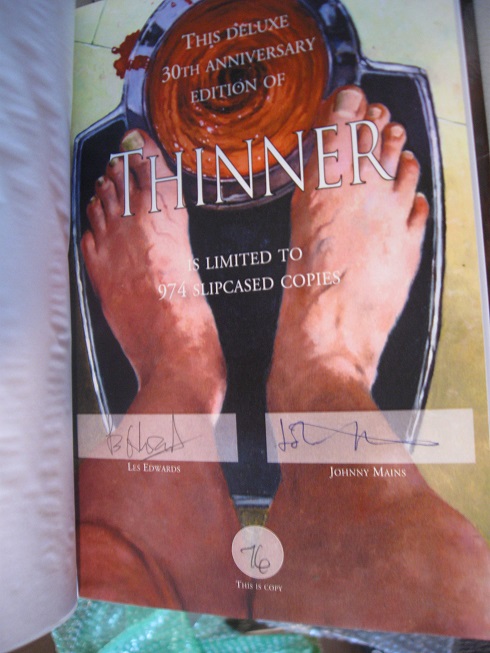 THIS DELUXE
30TH ANNIVERSARY
EDITION OF
THINNER
IS LIMITED TO
974 SLIPCASED COPIES
LES EDWARDS
JOHNNY MAINS
76
THIS IS COPY